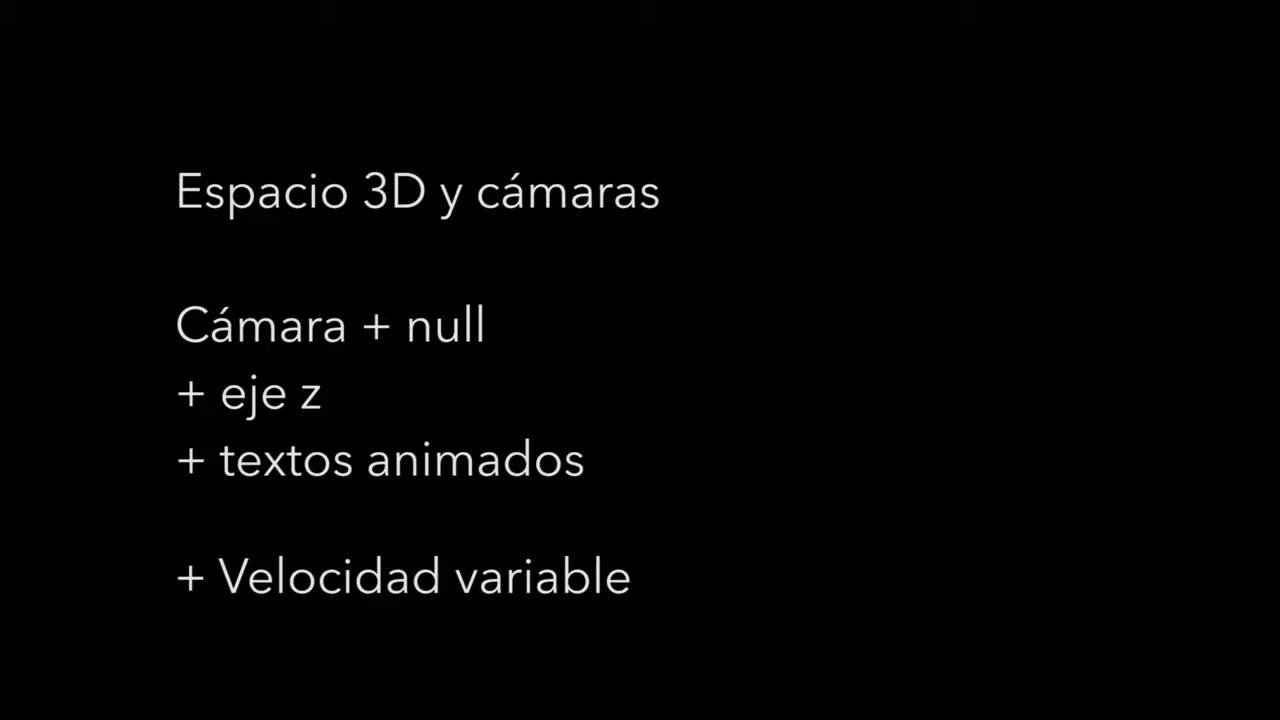 Espacio 3D y cámaras
Cámara + null
+ eje z
+ textos animados
+ Velocidad variable